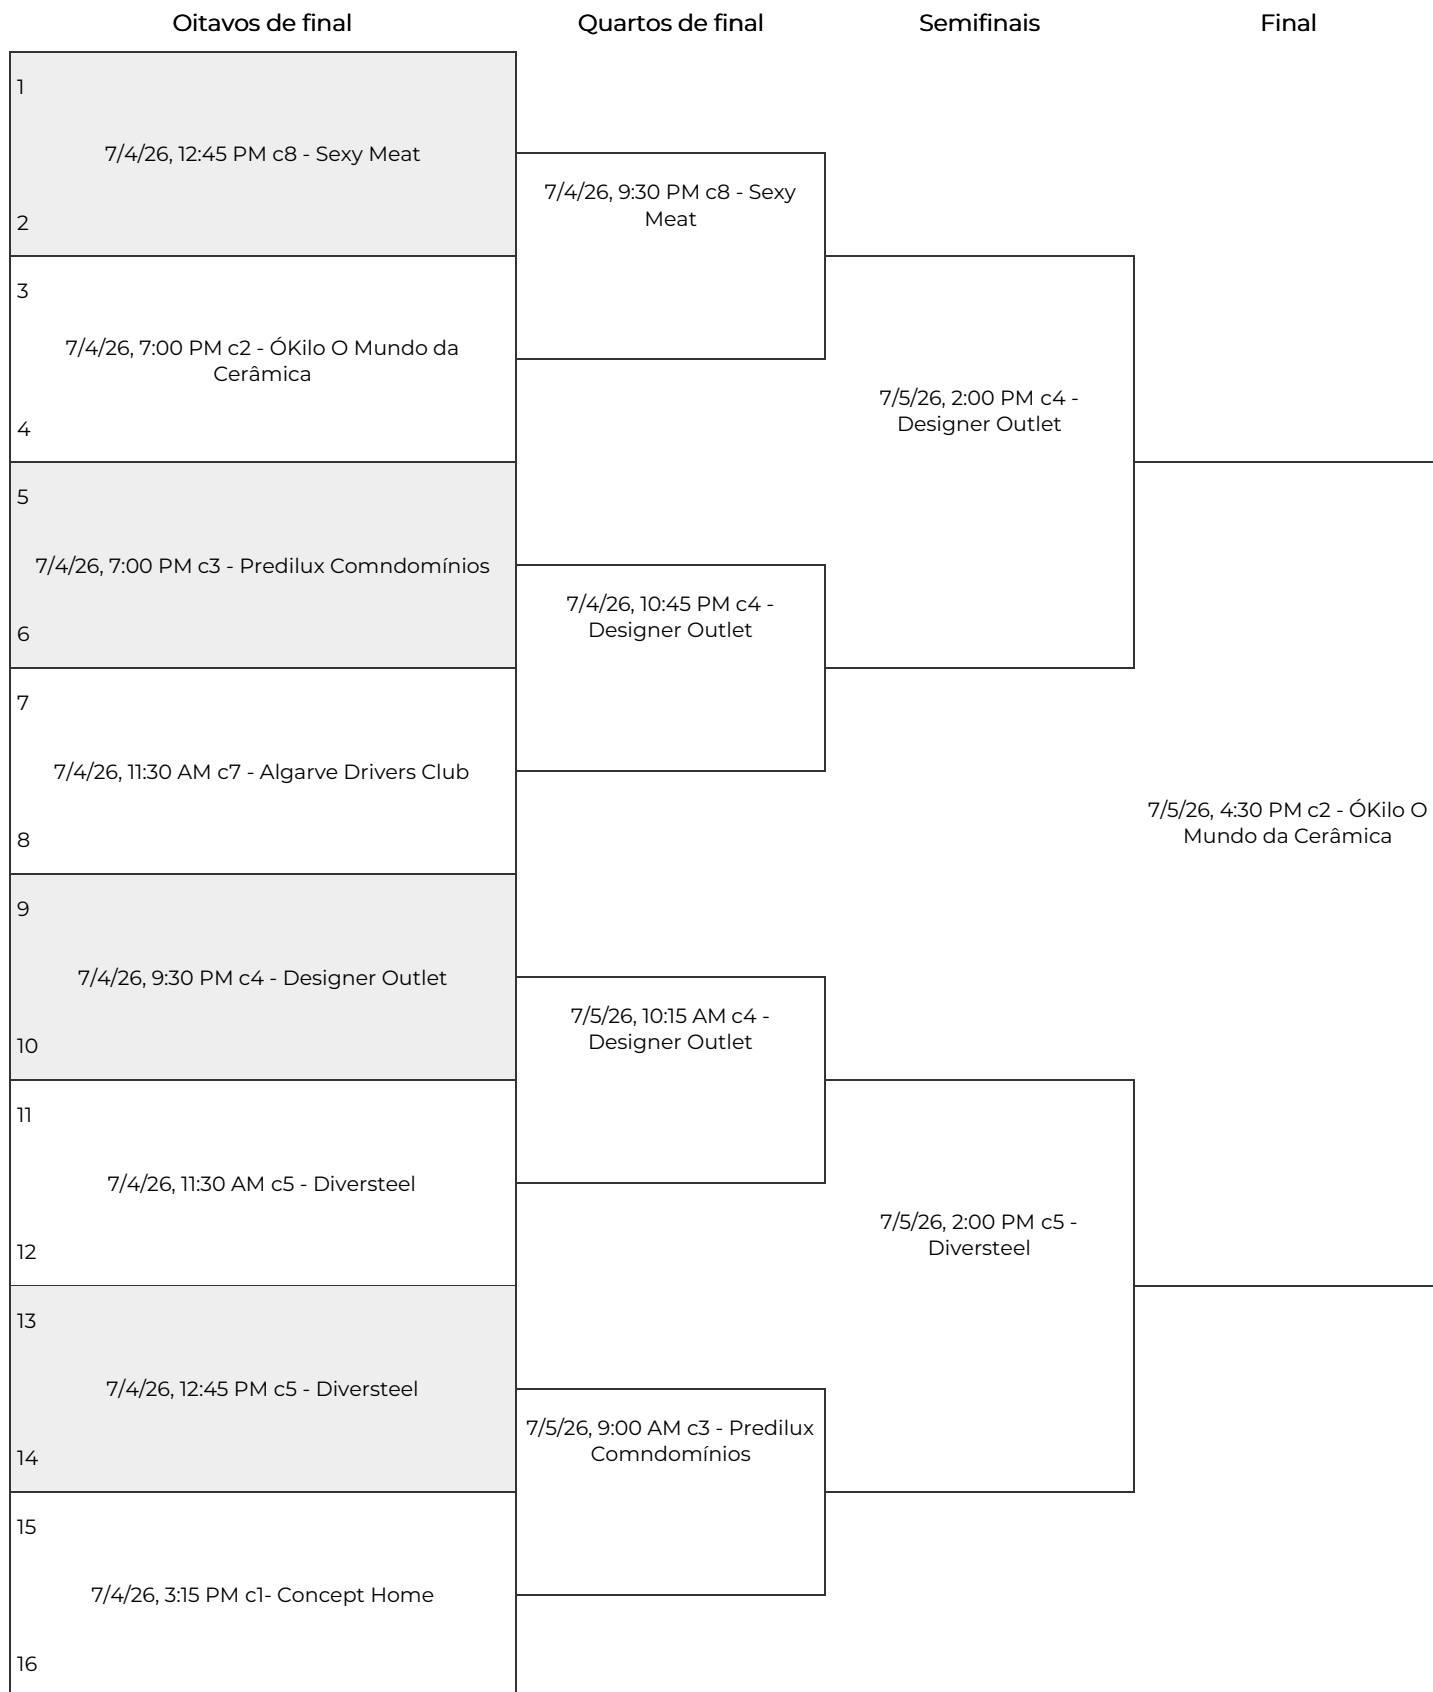 Oitavos de final
Quartos de final
Semifinais
Final
1
7/4/26, 12:45 PM c8 - Sexy Meat
2
3
7/4/26, 7:00 PM c2 - ÓKilo O Mundo da
Cerâmica
4
5
7/4/26, 7:00 PM c3 - Predilux Comndomínios
6
7
7/4/26, 11:30 AM c7 - Algarve Drivers Club
8
9
7/4/26, 9:30 PM c4 - Designer Outlet
10
11
7/4/26, 11:30 AM c5 - Diversteel
12
13
7/4/26, 12:45 PM c5 - Diversteel
14
15
7/4/26, 3:15 PM c1- Concept Home
16
7/4/26, 9:30 PM c8 - Sexy
Meat
7/4/26, 10:45 PM c4 -
Designer Outlet
7/5/26, 10:15 AM c4 -
Designer Outlet
7/5/26, 9:00 AM c3 - Predilux
Comndomínios
7/5/26, 2:00 PM c4 -
Designer Outlet
7/5/26, 2:00 PM c5 -
Diversteel
7/5/26, 4:30 PM c2 - ÓKilo O
Mundo da Cerâmica